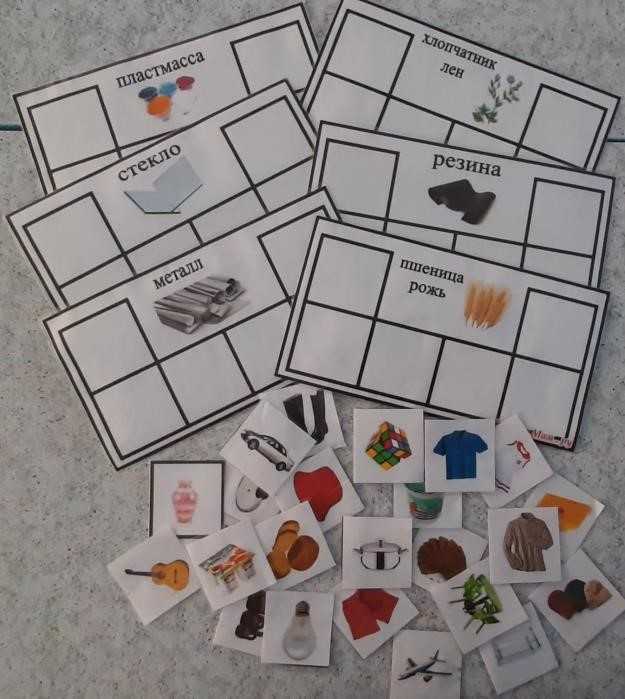 пластмасса
хлопчатник
лен
стекло
резина
металл
пшеница
рожь